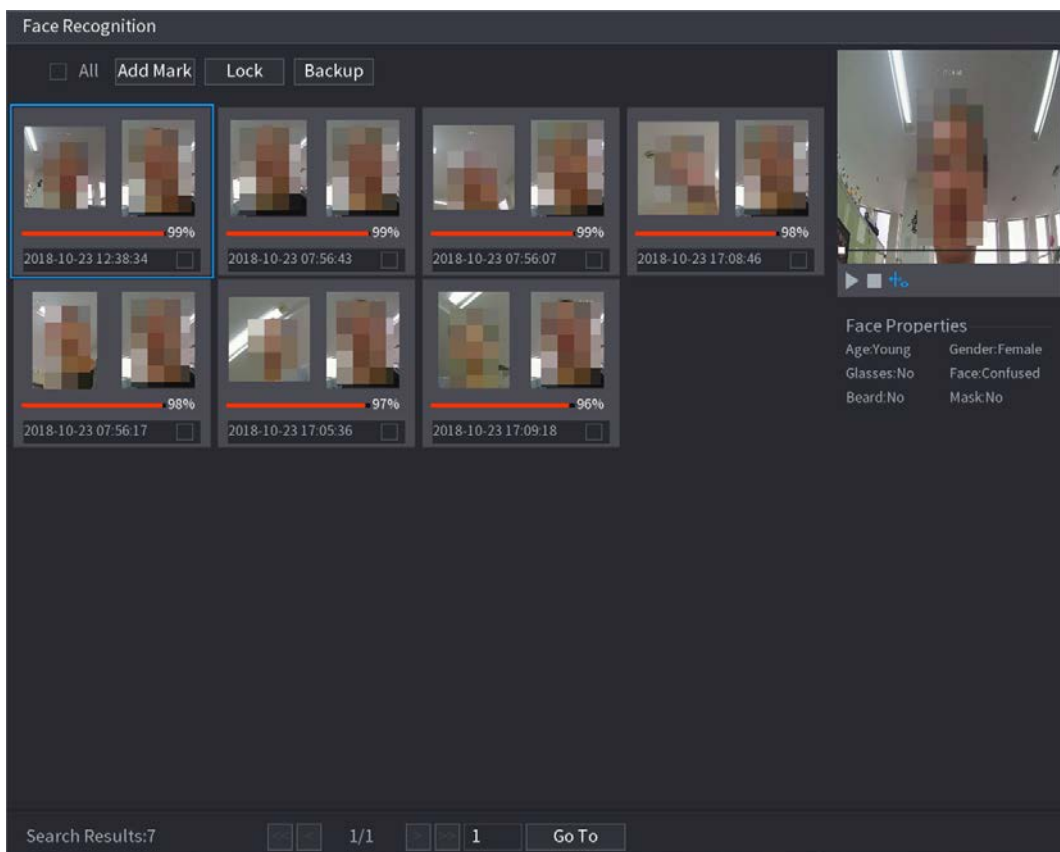 Face Recognition
All Add Mark Lock Backup
99% 99% 99% 98%
2018-10-23 12:38:34 2018-10-23 07:56:43 2018-10-23 07:56:07 2018-10-23 17:08:46
98% 97% 96%
2018-10-23 07:56:17 2018-10-23 17:05:36 2018-10-23 17:09:18
Face Properties
Age:Young Gender:Female
Glasses:No Face:Confused
Beard:No Mask:No
Search Results:7 << < 1/1 > >> 1 Go To